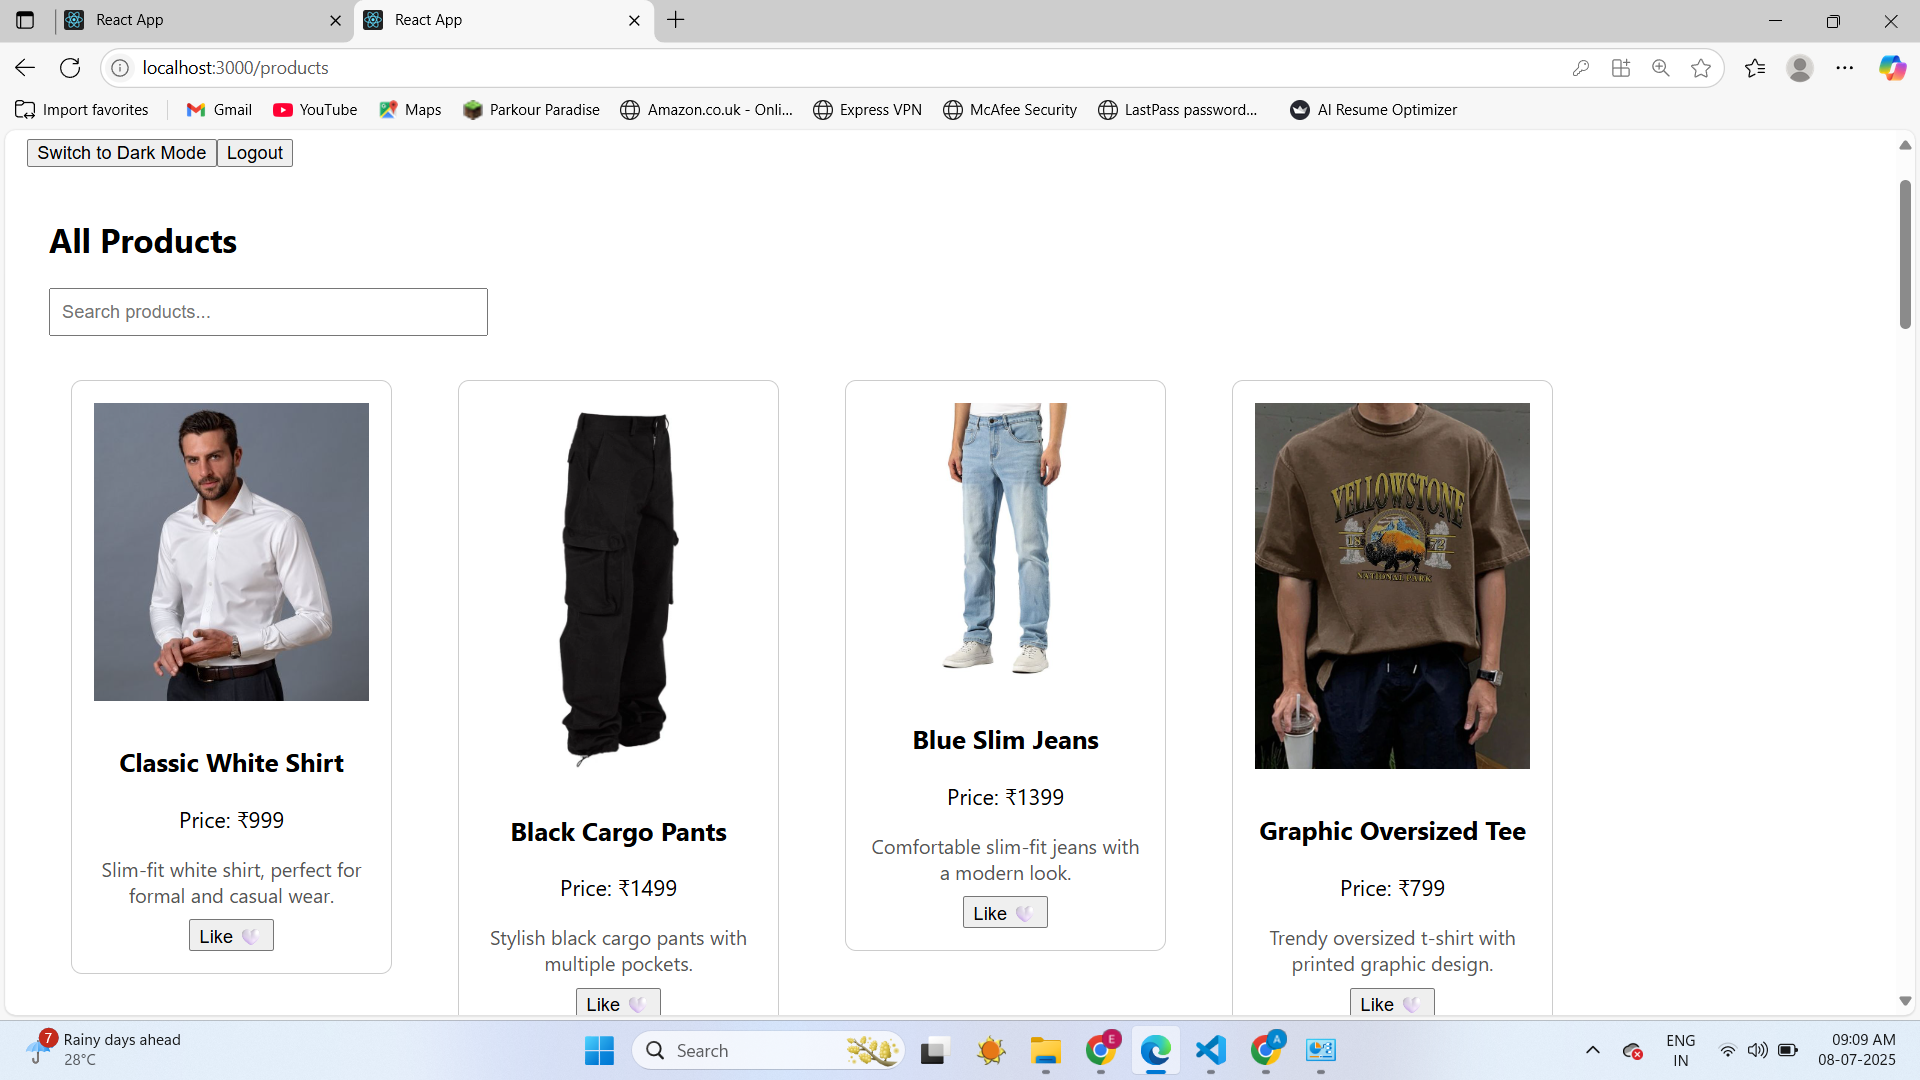 React App
React App
localhost:3000/products
Import favorites
Gmail
YouTube
Maps
Parkour Paradise
Amazon.co.uk - Onli...
Express VPN
McAfee Security
LastPass password...
AI Resume Optimizer
Switch to Dark Mode
Logout
All Products
Search products...
YELLOWSTONE
18 72
NATIONAL PARK
Classic White Shirt
Price: ₹999
Slim-fit white shirt, perfect for
formal and casual wear.
Like
Black Cargo Pants
Price: ₹1499
Stylish black cargo pants with
multiple pockets.
Like
Blue Slim Jeans
Price: ₹1399
Comfortable slim-fit jeans with
a modern look.
Like
Graphic Oversized Tee
Price: ₹799
Trendy oversized t-shirt with
printed graphic design.
Like
7
Rainy days ahead
28°C
Search
E
A
ENG
IN
09:09 AM
08-07-2025